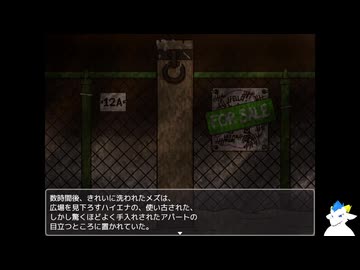 12A
FOR SALE
数時間後、きれいに洗われたメズは、
広場を見下ろすハイエナの、使い古された、
しかし驚くほどよく手入れされたアパートの
目立つところに置かれていた。